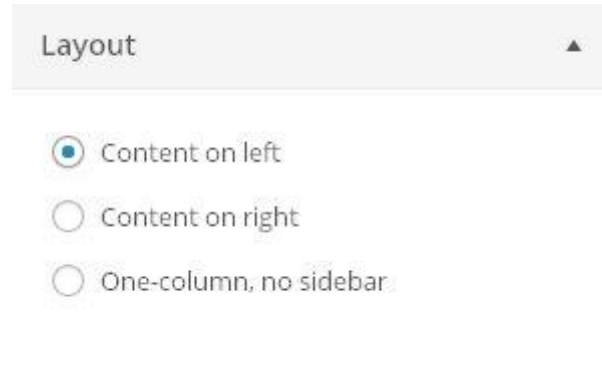 Layout
Content on left
Content on right
One-column, no sidebar